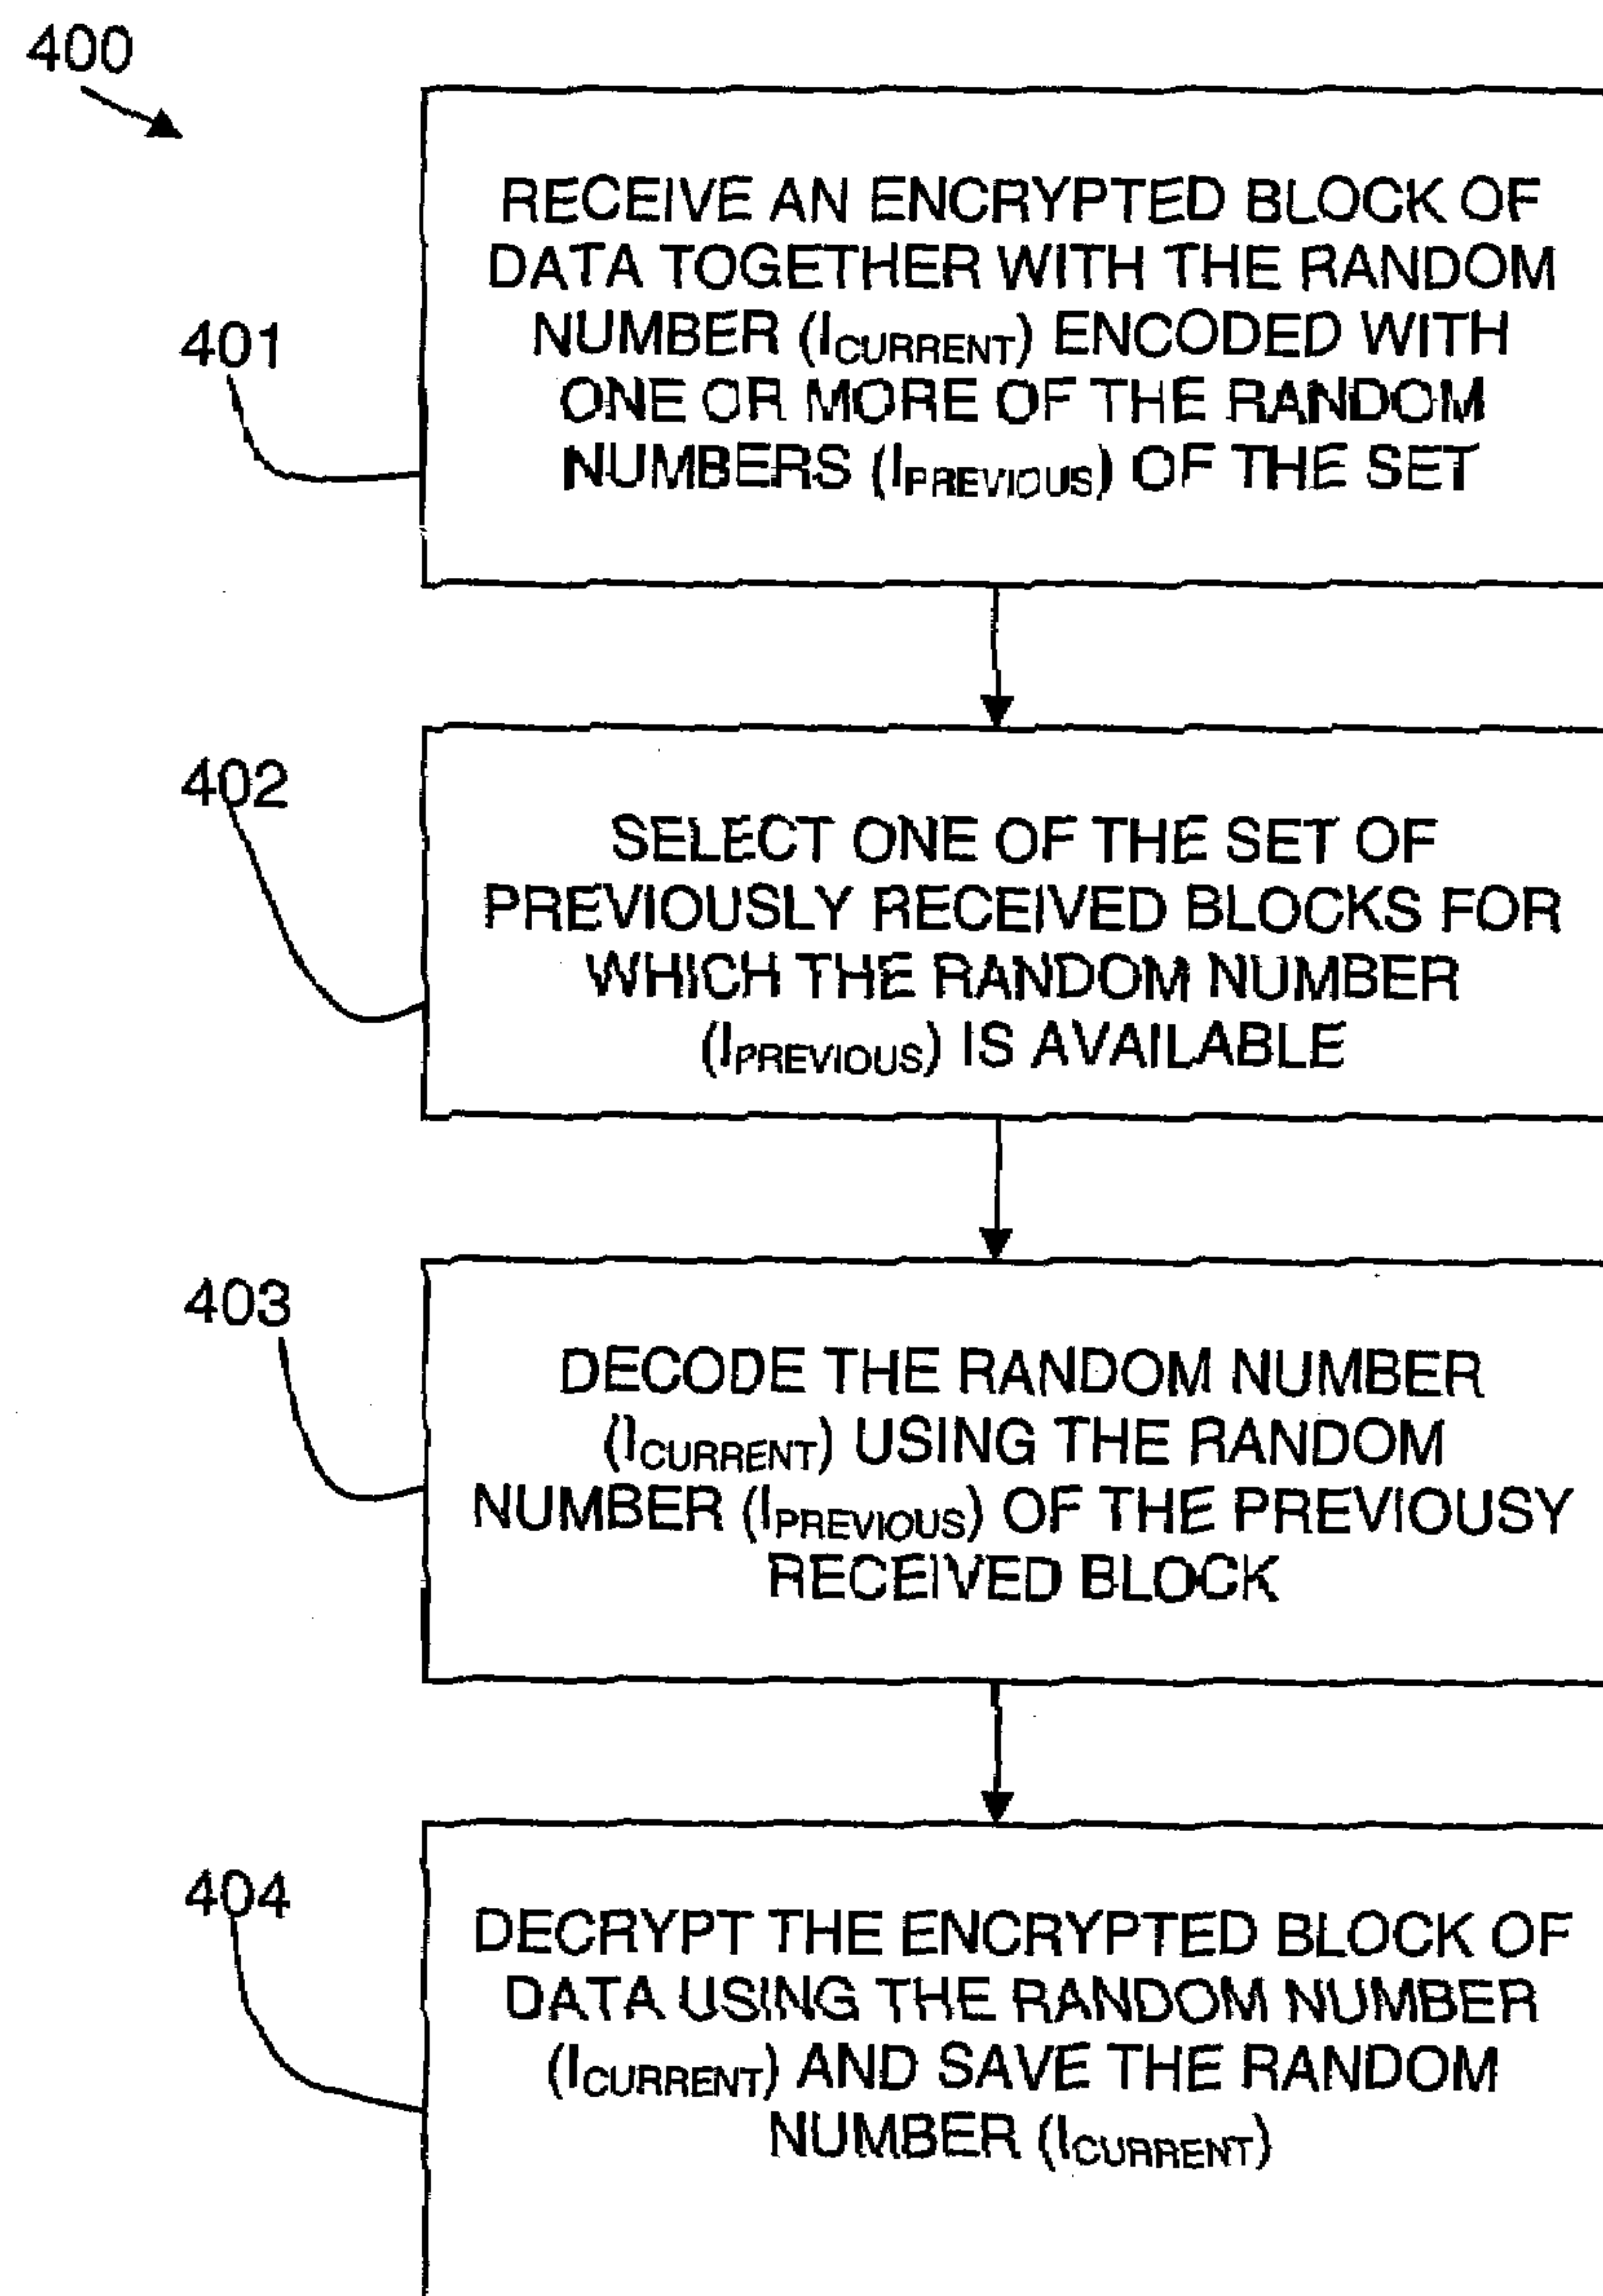 400
RECEIVE AN ENCRYPTED BLOCK OF
DATA TOGETHER WITH THE RANDOM
401
NUMBER (ICURRENT) ENCODED WITH
ONE OR MORE OF THE RANDOM
NUMBERS (IPREVIOUS) OF THE SET
402
SELECT ONE OF THE SET OF
PREVIOUSLY RECEIVED BLOCKS FOR
WHICH THE RANDOM NUMBER
(IPREVIOUS) IS AVAILABLE
403
DECODE THE RANDOM NUMBER
(ICURRENT) USING THE RANDOM
NUMBER (IPREVIOUS) OF THE PREVIOUSY
RECEIVED BLOCK
404
DECRYPT THE ENCRYPTED BLOCK OF
DATA USING THE RANDOM NUMBER
(ICURRENT) AND SAVE THE RANDOM
NUMBER (ICURRENT)